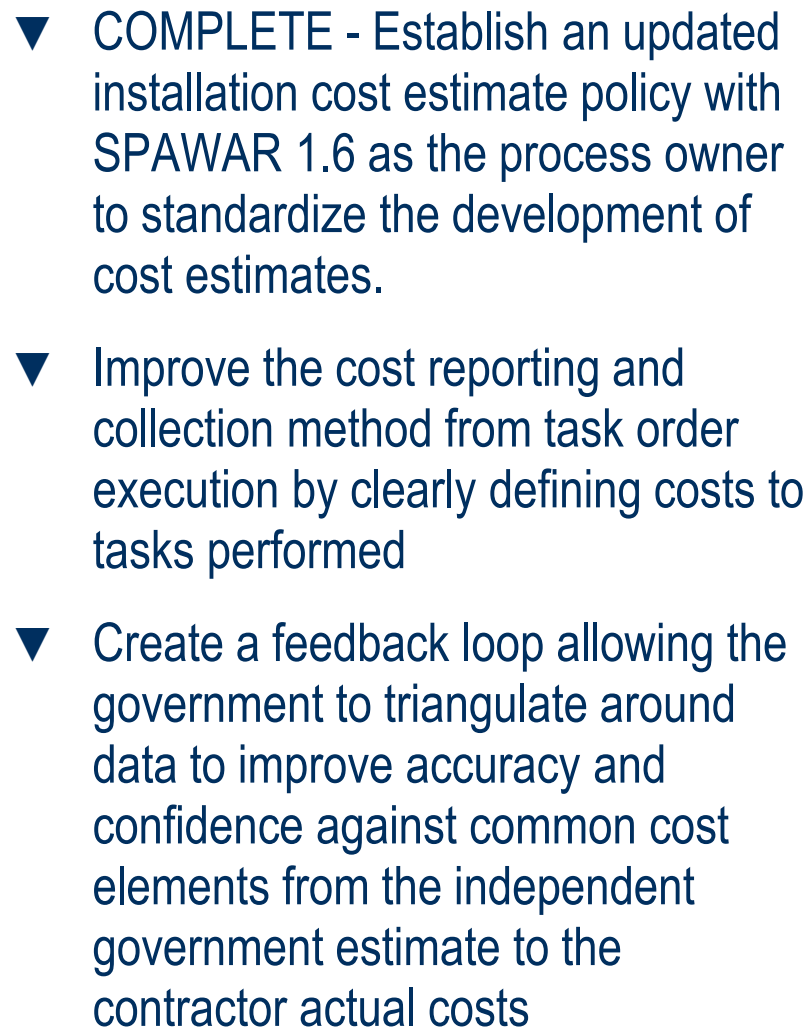 ▼ COMPLETE - Establish an updated
installation cost estimate policy with
SPAWAR 1.6 as the process owner
to standardize the development of
cost estimates.
▼ Improve the cost reporting and
collection method from task order
execution by clearly defining costs to
tasks performed
▼ Create a feedback loop allowing the
government to triangulate around
data to improve accuracy and
confidence against common cost
elements from the independent
government estimate to the
contractor actual costs